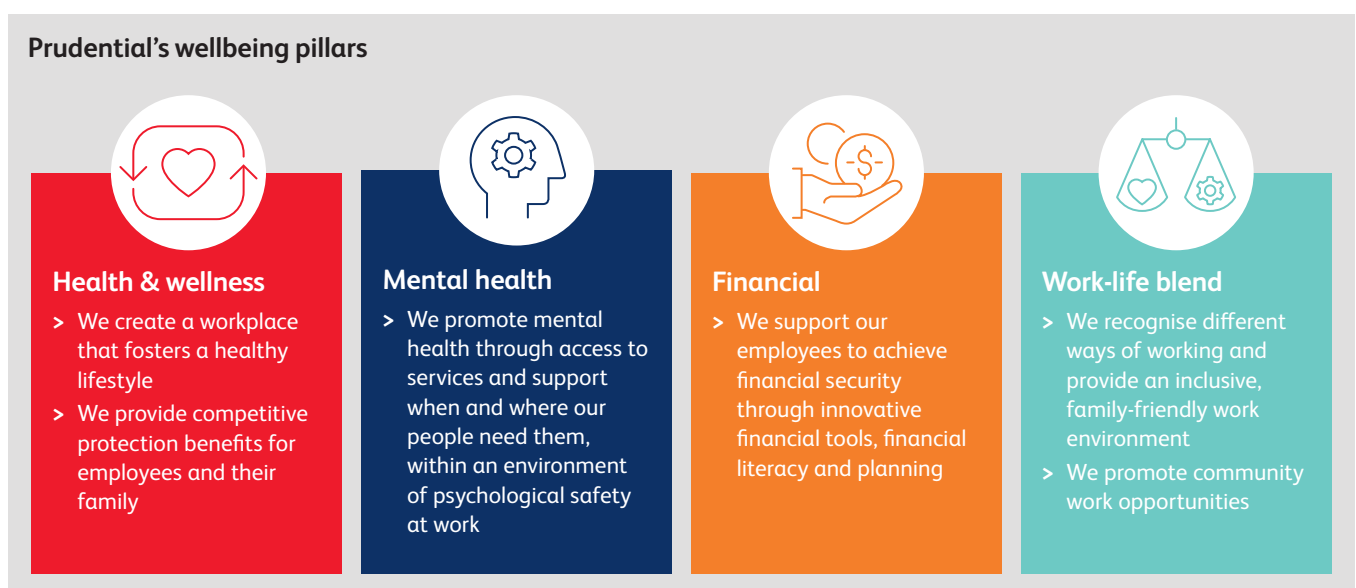 Prudential’s wellbeing pillars
Health & wellness
> We create a workplace
that fosters a healthy
lifestyle
> We provide competitive
protection benefits for
employees and their
family
Mental health
> We promote mental
health through access to
services and support
when and where our
people need them,
within an environment
of psychological safety
at work
Financial
> We support our
employees to achieve
financial security
through innovative
financial tools, financial
literacy and planning
Work-life blend
> We recognise different
ways of working and
provide an inclusive,
family-friendly work
environment
> We promote community
work opportunities